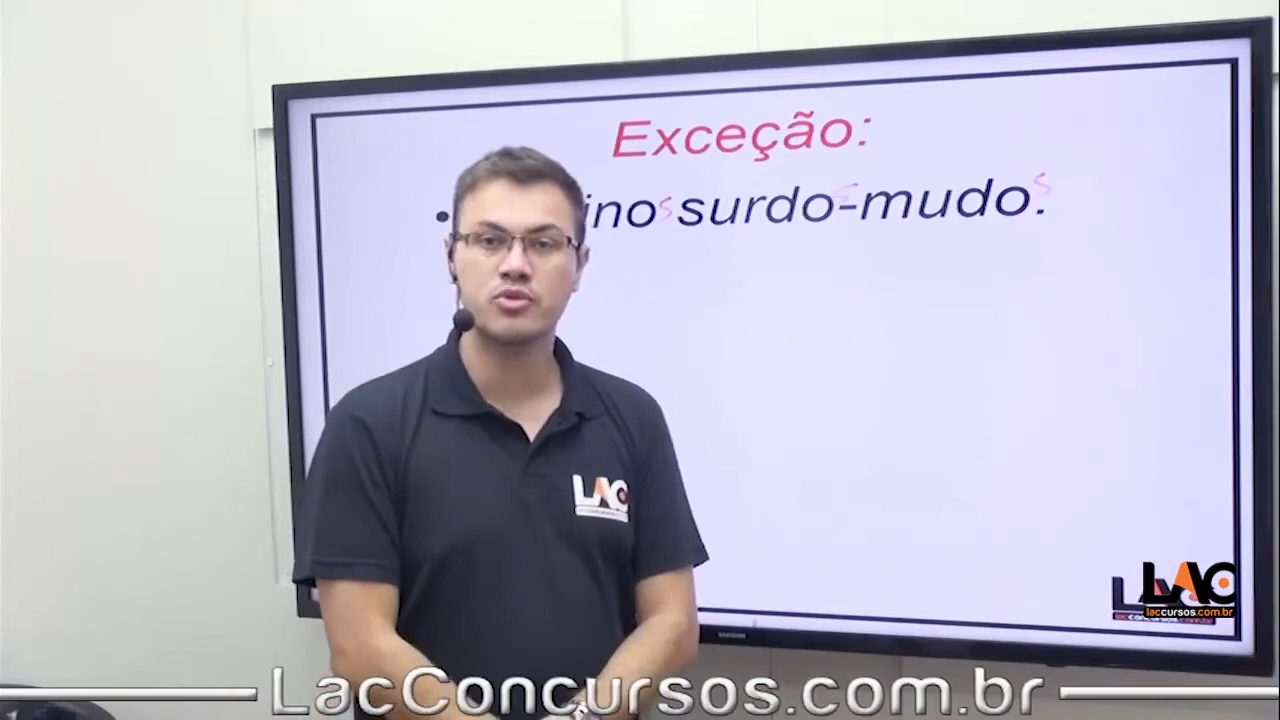 Exceção:
surdo-mudo.
s s s
LAC
LAC
laccursos.com.br
LacConcursos.com.br